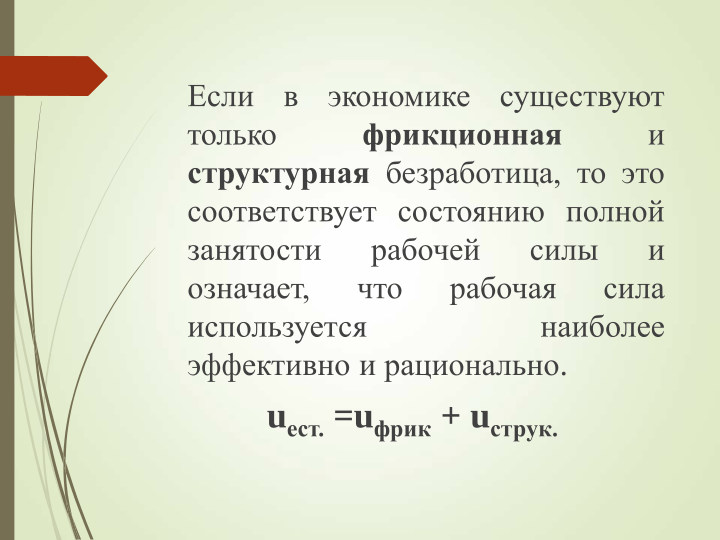 Если в экономике существуют
только фрикционная и
структурная безработица, то это
соответствует состоянию полной
занятости рабочей силы и
означает, что рабочая сила
используется наиболее
эффективно и рационально.
uест. =uфрик + uструк.